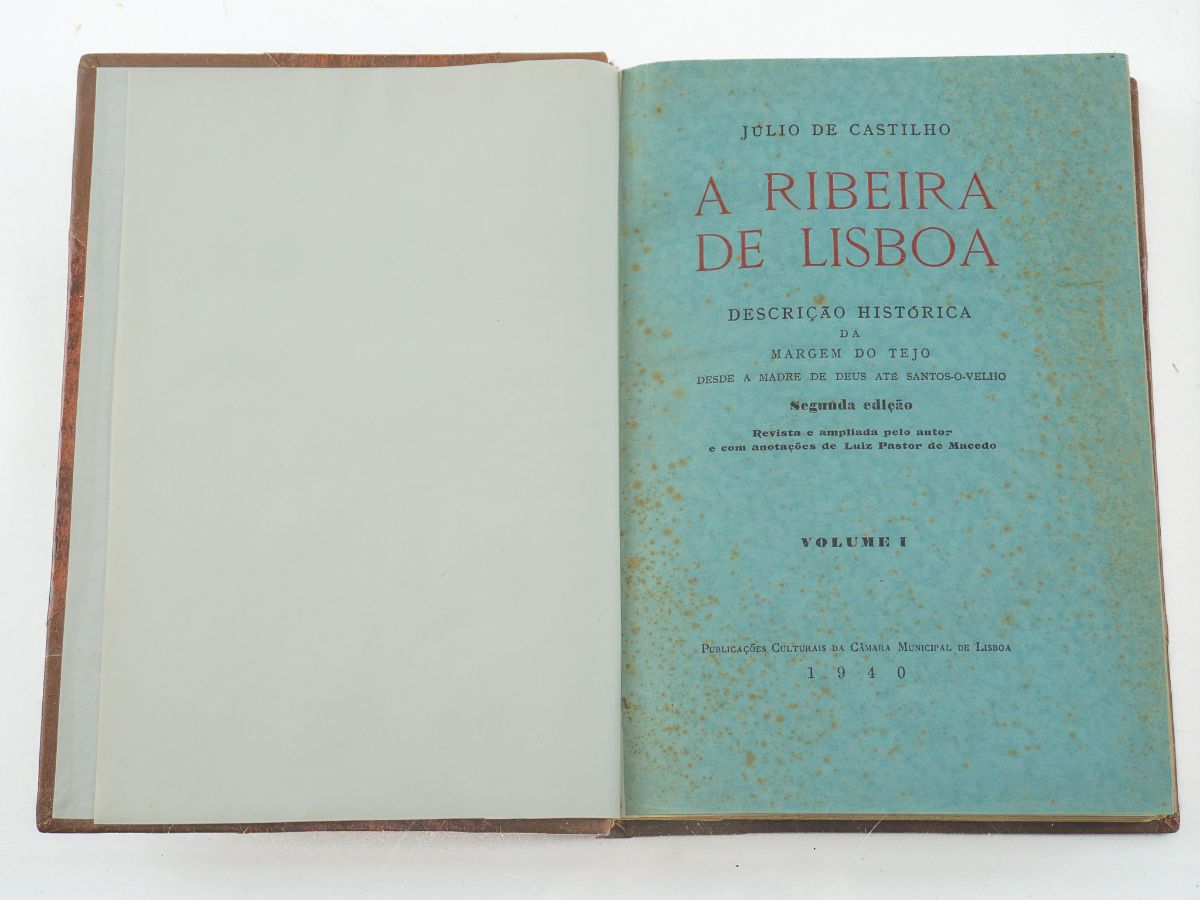 JÚLIO DE CASTILHO
A RIBEIRA
DE LISBOA
DESCRIÇÃO HISTÓRICA
DA
MARGEM DO TEJO
DESDE A MADRE DE DEUS ATÉ SANTOS-O-VELHO
Segunda edição
Revista e ampliada pelo autor
e com anotações de Luiz Pastor de Macedo
VOLUME I
PUBLICAÇÕES CULTURAIS DA CÂMARA MUNICIPAL DE LISBOA
1940